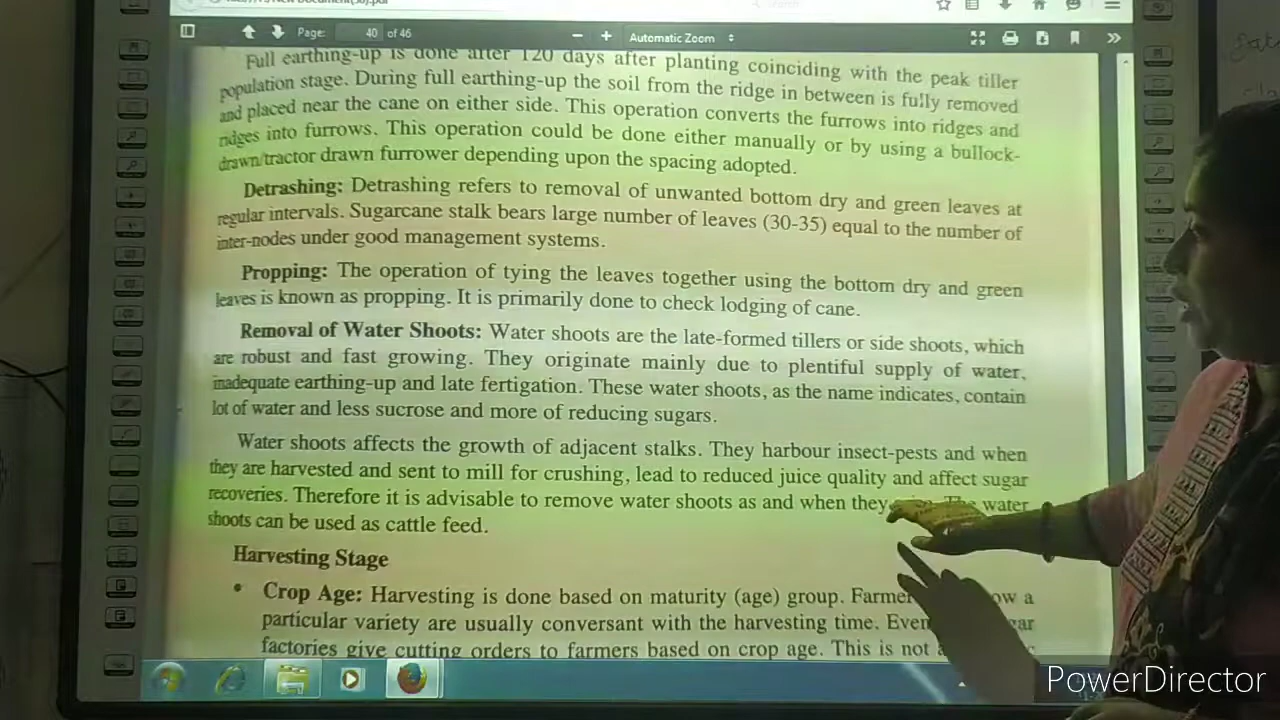 Page: 40 of 46
Automatic Zoom
Full earthing-up is done after 120 days after planting coinciding with the peak tiller
population stage. During full earthing-up the soil from the ridge in between is fully removed
and placed near the cane on either side. This operation converts the furrows into ridges and
ridges into furrows. This operation could be done either manually or by using a bullock-
drawn/tractor drawn furrower depending upon the spacing adopted.
Detrashing: Detrashing refers to removal of unwanted bottom dry and green leaves at
regular intervals. Sugarcane stalk bears large number of leaves (30-35) equal to the number of
inter-nodes under good management systems.
Propping: The operation of tying the leaves together using the bottom dry and green
leaves is known as propping. It is primarily done to check lodging of cane.
Removal of Water Shoots: Water shoots are the late-formed tillers or side shoots, which
are robust and fast growing. They originate mainly due to plentiful supply of water,
inadequate earthing-up and late fertigation. These water shoots, as the name indicates, contain
lot of water and less sucrose and more of reducing sugars.
Water shoots affects the growth of adjacent stalks. They harbour insect-pests and when
they are harvested and sent to mill for crushing, lead to reduced juice quality and affect sugar
recoveries. Therefore it is advisable to remove water shoots as and when they The water
shoots can be used as cattle feed.
Harvesting Stage
• Crop Age: Harvesting is done based on maturity (age) group. Farmer ow a
particular variety are usually conversant with the harvesting time. Even gar
factories give cutting orders to farmers based on crop age. This is not a
PowerDirector